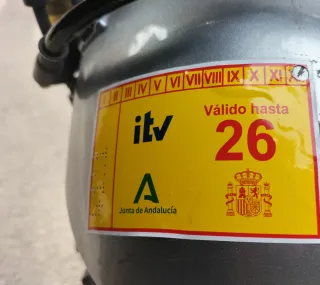 I II III IV V VI VII VIII IX X XI
itv
Válido hasta
26
Junta de Andalucía